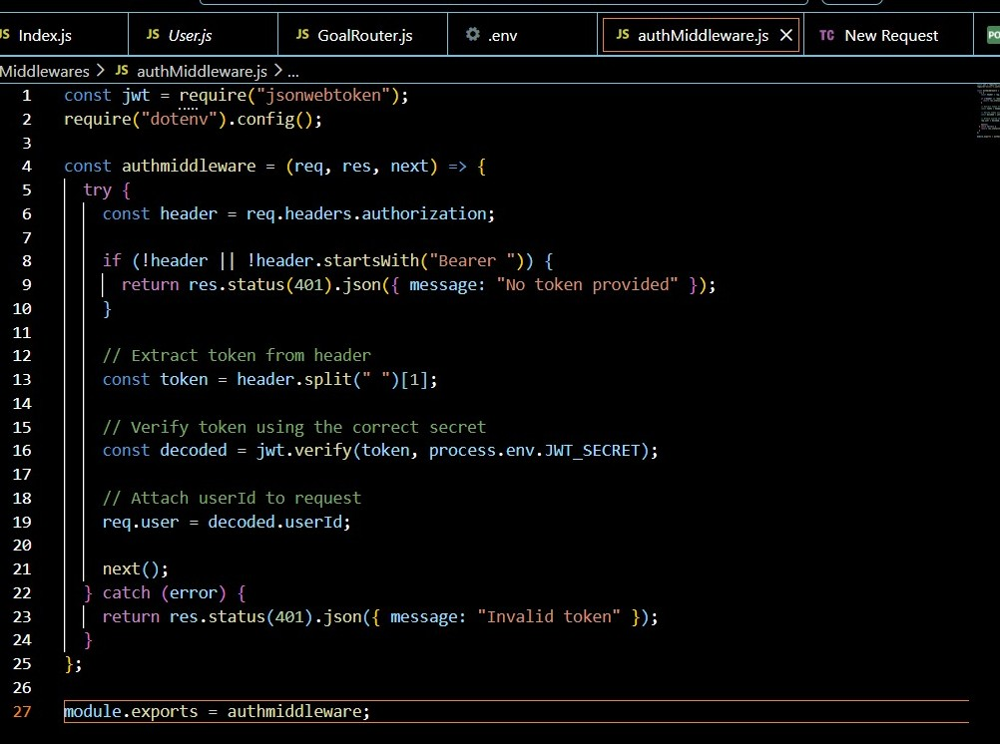 JS Index.js JS User.js JS GoalRouter.js .env JS authMiddleware.js TC New Request PO
Middlewares > JS authMiddleware.js > ...
1 const jwt = require("jsonwebtoken");
2 require("dotenv").config();
3
4 const authmiddleware = (req, res, next) => {
5 try {
6 const header = req.headers.authorization;
7
8 if (!header || !header.startsWith("Bearer ")) {
9 return res.status(401).json({ message: "No token provided" });
10 }
11
12 // Extract token from header
13 const token = header.split(" ")[1];
14
15 // Verify token using the correct secret
16 const decoded = jwt.verify(token, process.env.JWT_SECRET);
17
18 // Attach userId to request
19 req.user = decoded.userId;
20
21 next();
22 } catch (error) {
23 return res.status(401).json({ message: "Invalid token" });
24 }
25 };
26
27 module.exports = authmiddleware;